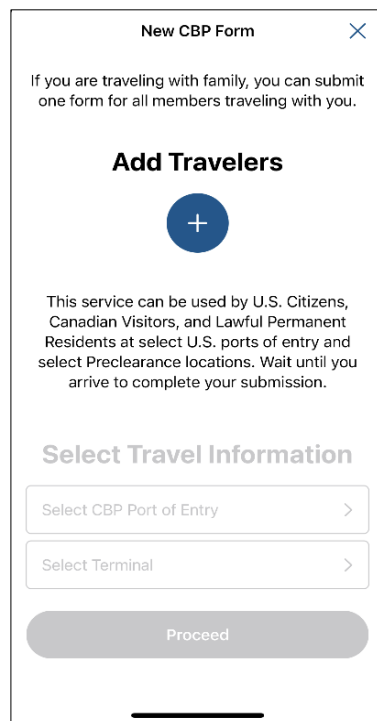 New CBP Form
If you are traveling with family, you can submit
one form for all members traveling with you.
Add Travelers
This service can be used by U.S. Citizens,
Canadian Visitors, and Lawful Permanent
Residents at select U.S. ports of entry and
select Preclearance locations. Wait until you
arrive to complete your submission.
Select Travel Information
Select CBP Port of Entry
Select Terminal
Proceed